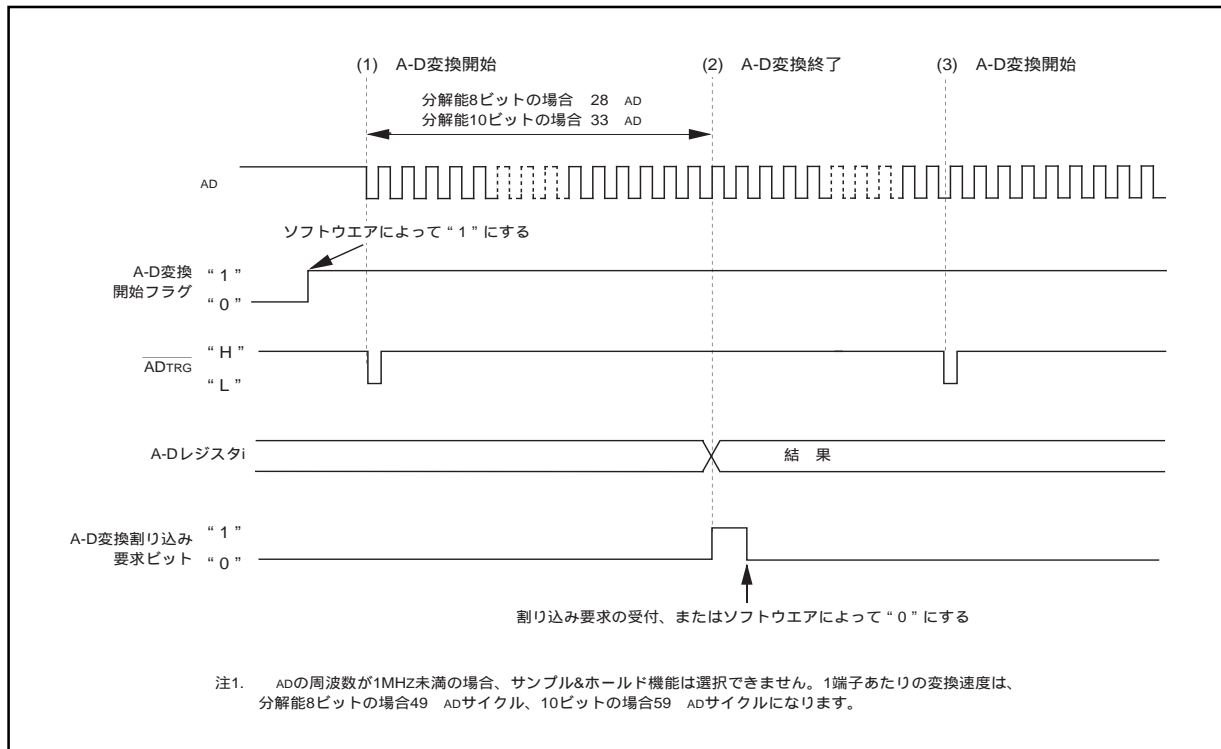 (1) A-D変換開始
(2) A-D変換終了
(3) A-D変換開始
分解能8ビットの場合 28 AD
分解能10ビットの場合 33 AD
AD
ソフトウエアによって“1”にする
A-D変換
開始フラグ
“1”
“0”
ADTRG
“H”
“L”
A-Dレジスタi
結 果
A-D変換割り込み
要求ビット
“1”
“0”
割り込み要求の受付、またはソフトウエアによって“0”にする
注1. ADの周波数が1MHZ未満の場合、サンプル&ホールド機能は選択できません。1端子あたりの変換速度は、
分解能8ビットの場合49 ADサイクル、10ビットの場合59 ADサイクルになります。